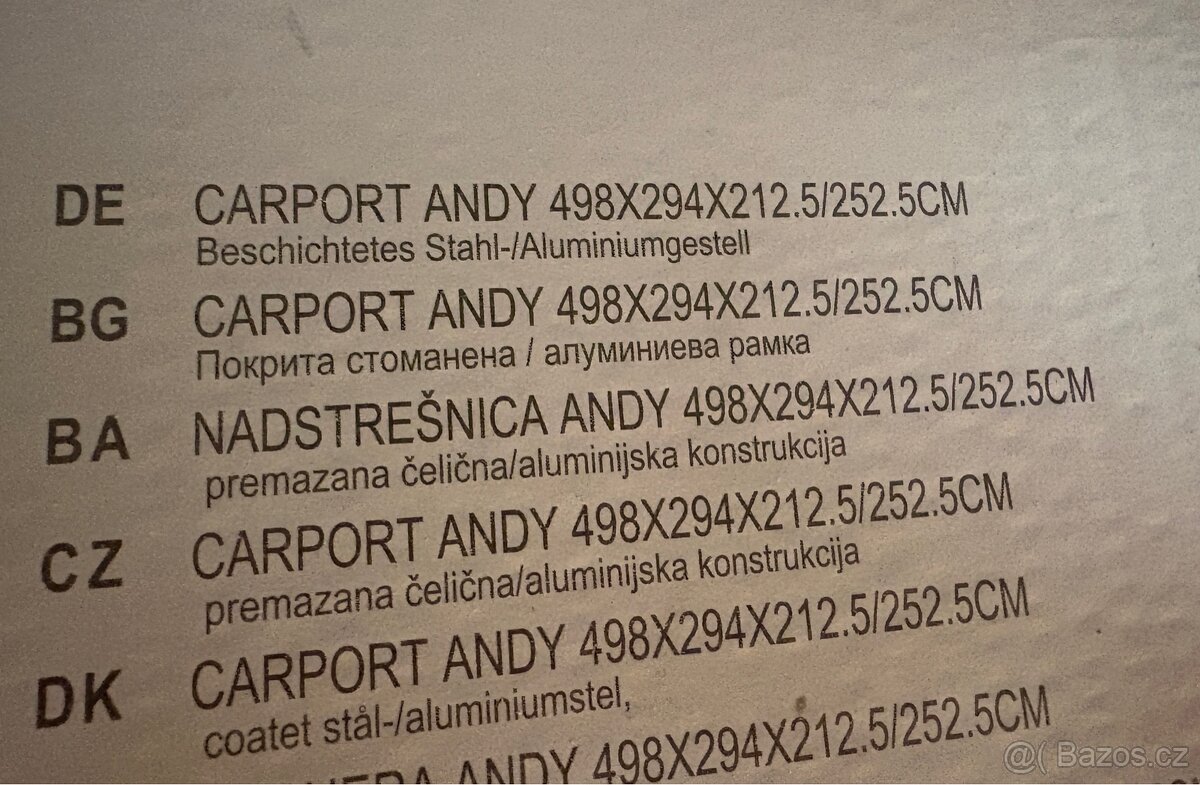 DE CARPORT ANDY 498X294X212.5/252.5CM
Beschichtetes Stahl-/Aluminiumgestell
BG CARPORT ANDY 498X294X212.5/252.5CM
Покрита стоманена / алуминиева рамка
BA NADSTREŠNICA ANDY 498X294X212.5/252.5CM
premazana čelična/aluminijska konstrukcija
CZ CARPORT ANDY 498X294X212.5/252.5CM
premazana čelična/aluminijska konstrukcija
DK CARPORT ANDY 498X294X212.5/252.5CM
coatet stål-/aluminiumstel,
ANDY 498X294X212.5/252.5CM
@( Bazos.cz